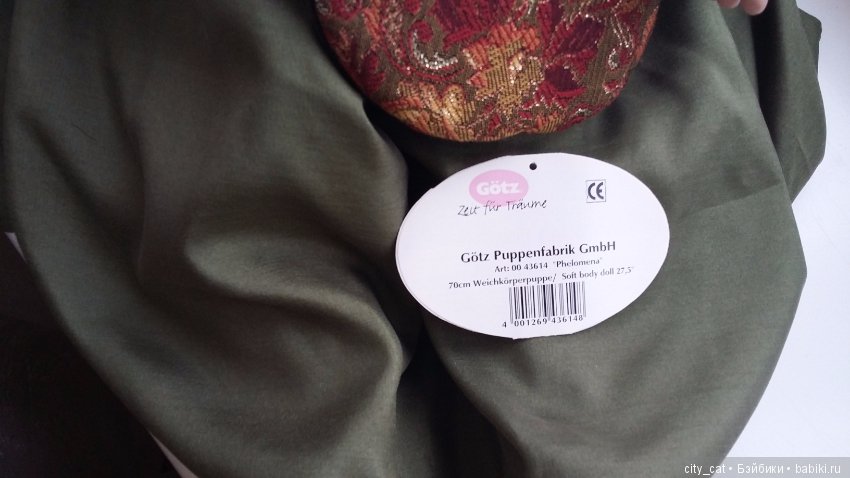 Götz
CE
Zeit für Träume
Götz Puppenfabrik GmbH
Art: 00 43614 "Phelomena"
70cm Weichkörperpuppe/ Soft body doll 27,5"
4 001269 436148
city_cat • Бэйбики • babiki.ru